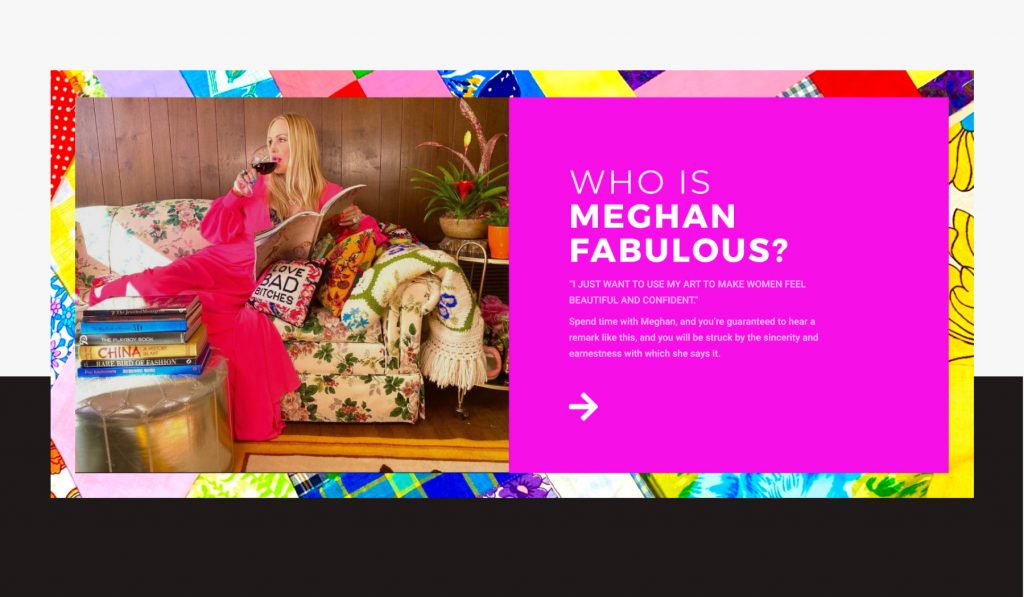 LOVE
BAD
BITCHES
THE PLAYBOY BOOK
CHINA
RARE BIRD OF FASHION
WHO IS
MEGHAN
FABULOUS?
"I JUST WANT TO USE MY ART TO MAKE WOMEN FEEL
BEAUTIFUL AND CONFIDENT."
Spend time with Meghan, and you're guaranteed to hear a
remark like this, and you will be struck by the sincerity and
earnestness with which she says it.